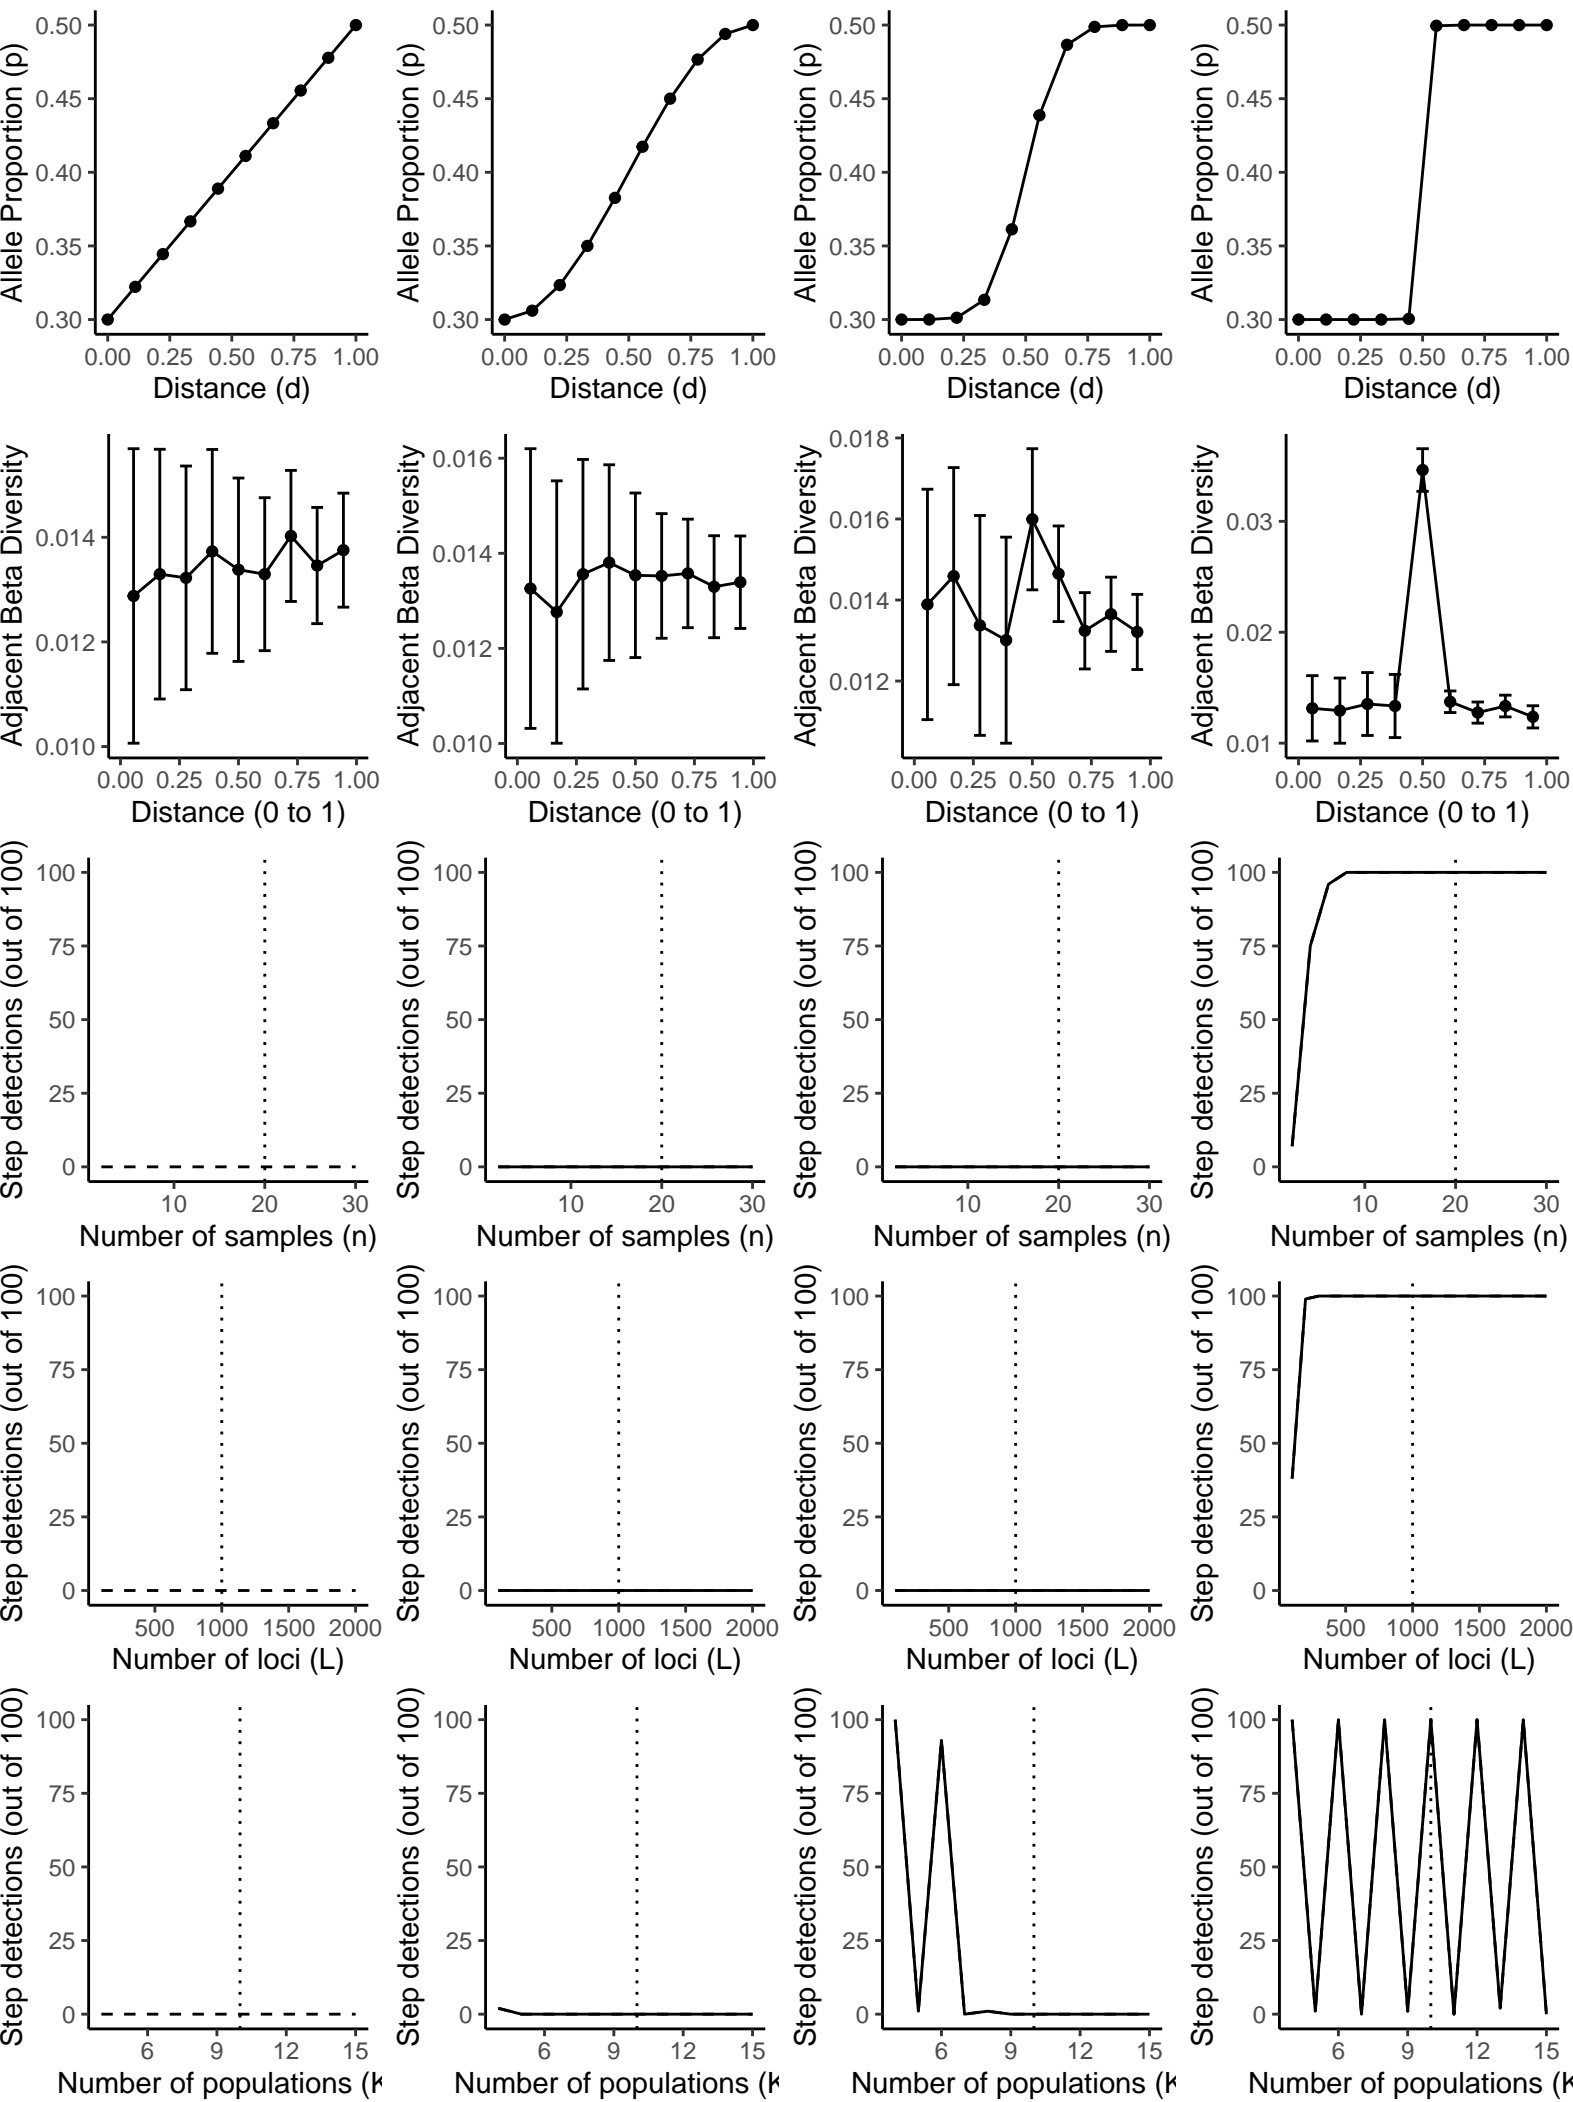 Allele Proportion (p)
0.50
0.45
0.40
0.35
0.30
0.00 0.25 0.50 0.75 1.00
Distance (d)
Allele Proportion (p)
0.50
0.45
0.40
0.35
0.30
0.00 0.25 0.50 0.75 1.00
Distance (d)
Allele Proportion (p)
0.50
0.45
0.40
0.35
0.30
0.00 0.25 0.50 0.75 1.00
Distance (d)
Allele Proportion (p)
0.50
0.45
0.40
0.35
0.30
0.00 0.25 0.50 0.75 1.00
Distance (d)
Adjacent Beta Diversity
0.014
0.012
0.010
0.00 0.25 0.50 0.75 1.00
Distance (0 to 1)
Adjacent Beta Diversity
0.016
0.014
0.012
0.010
0.00 0.25 0.50 0.75 1.00
Distance (0 to 1)
Adjacent Beta Diversity
0.018
0.016
0.014
0.012
0.00 0.25 0.50 0.75 1.00
Distance (0 to 1)
Adjacent Beta Diversity
0.03
0.02
0.01
0.00 0.25 0.50 0.75 1.00
Distance (0 to 1)
Step detections (out of 100)
100
75
50
25
0
10 20 30
Number of samples (n)
Step detections (out of 100)
100
75
50
25
0
10 20 30
Number of samples (n)
Step detections (out of 100)
100
75
50
25
0
10 20 30
Number of samples (n)
Step detections (out of 100)
100
75
50
25
0
10 20 30
Number of samples (n)
Step detections (out of 100)
100
75
50
25
0
500 1000 1500 2000
Number of loci (L)
Step detections (out of 100)
100
75
50
25
0
500 1000 1500 2000
Number of loci (L)
Step detections (out of 100)
100
75
50
25
0
500 1000 1500 2000
Number of loci (L)
Step detections (out of 100)
100
75
50
25
0
500 1000 1500 2000
Number of loci (L)
Step detections (out of 100)
100
75
50
25
0
6 9 12 15
Number of populations (K
Step detections (out of 100)
100
75
50
25
0
6 9 12 15
Number of populations (K
Step detections (out of 100)
100
75
50
25
0
6 9 12 15
Number of populations (K
Step detections (out of 100)
100
75
50
25
0
6 9 12 15
Number of populations (K